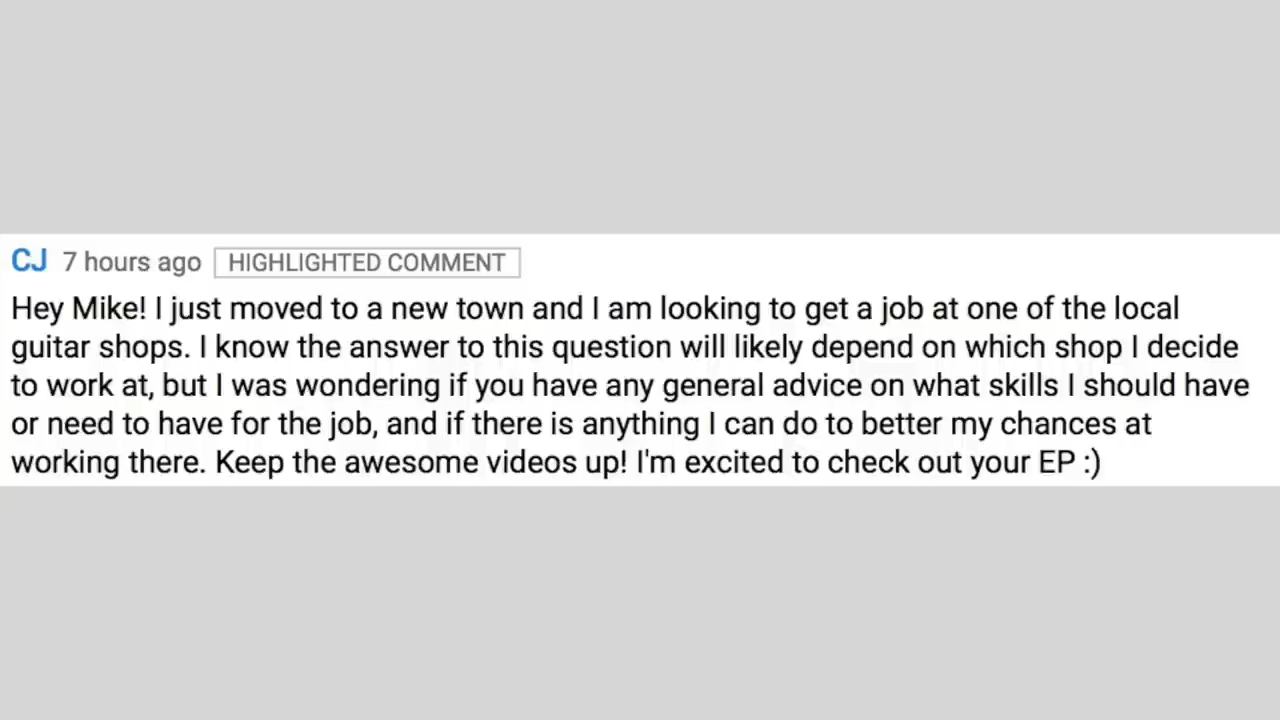 CJ 7 hours ago HIGHLIGHTED COMMENT
Hey Mike! I just moved to a new town and I am looking to get a job at one of the local
guitar shops. I know the answer to this question will likely depend on which shop I decide
to work at, but I was wondering if you have any general advice on what skills I should have
or need to have for the job, and if there is anything I can do to better my chances at
working there. Keep the awesome videos up! I'm excited to check out your EP :)